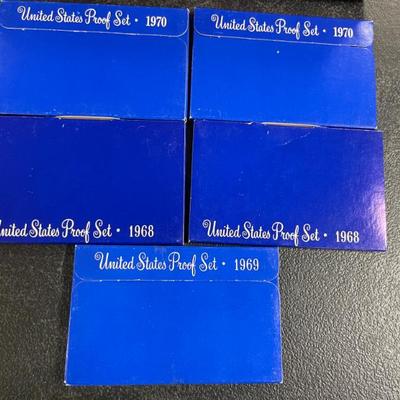 United States Proof Set · 1970
United States Proof Set · 1970
United States Proof Set · 1968
United States Proof Set · 1968
United States Proof Set · 1969